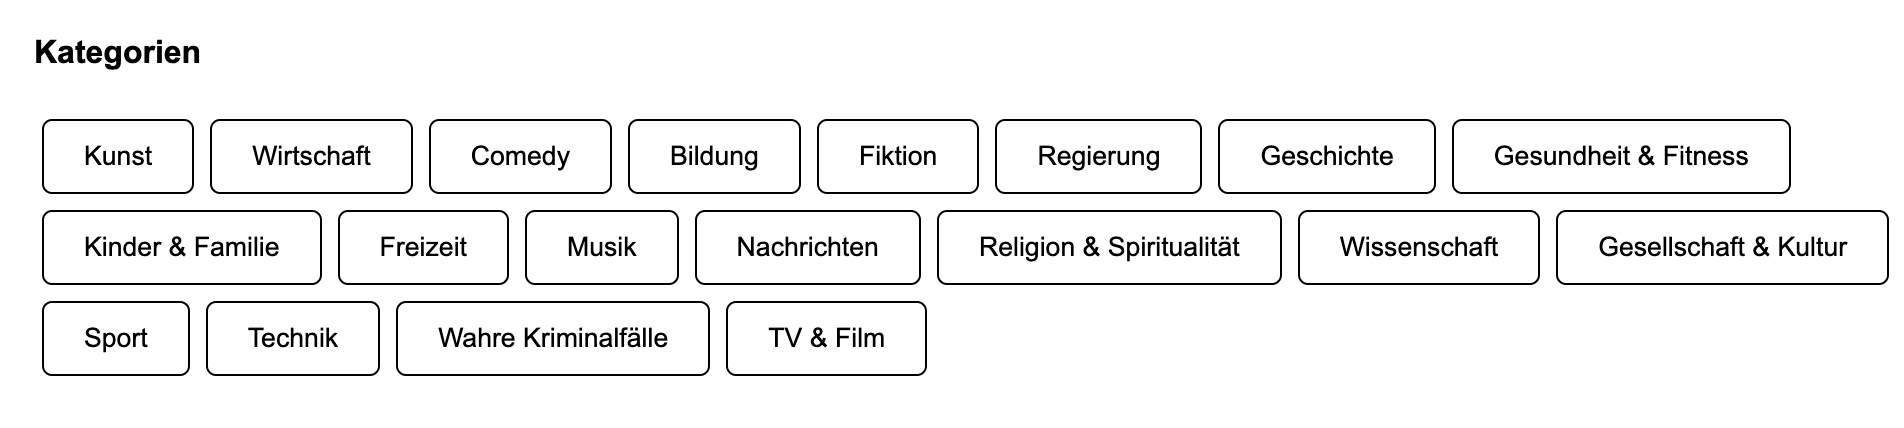 Kategorien
Kunst Wirtschaft Comedy Bildung Fiktion Regierung Geschichte Gesundheit & Fitness
Kinder & Familie Freizeit Musik Nachrichten Religion & Spiritualität Wissenschaft Gesellschaft & Kultur
Sport Technik Wahre Kriminalfälle TV & Film